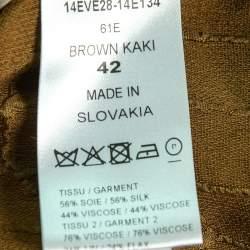 14EVE28-14E134
61E
BROWN KAKI
42
MADE IN
SLOVAKIA
TISSU / GARMENT
56% SOIE / 56% SILK
44% VISCOSE / 44% VISCOSE
TISSU 2 / GARMENT 2
76% VISCOSE / 76% VISCOSE